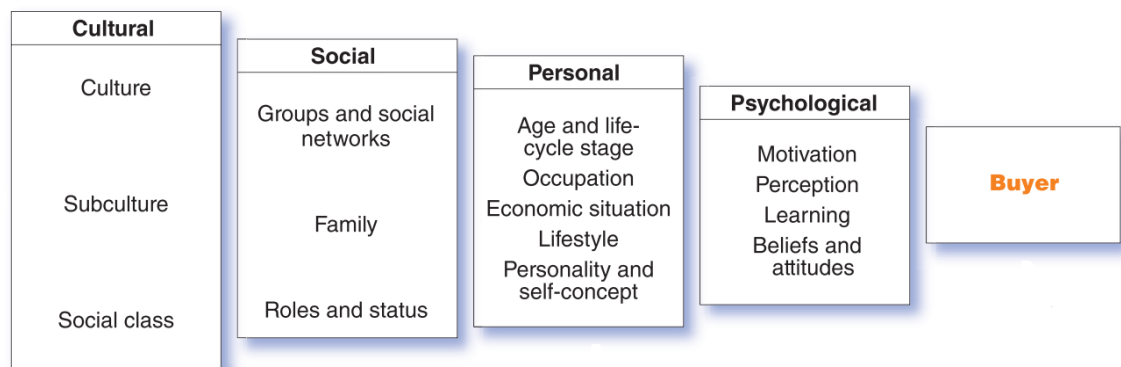 Cultural
Culture
Subculture
Social class
Social
Groups and social
networks
Family
Roles and status
Personal
Age and life-
cycle stage
Occupation
Economic situation
Lifestyle
Personality and
self-concept
Psychological
Motivation
Perception
Learning
Beliefs and
attitudes
Buyer